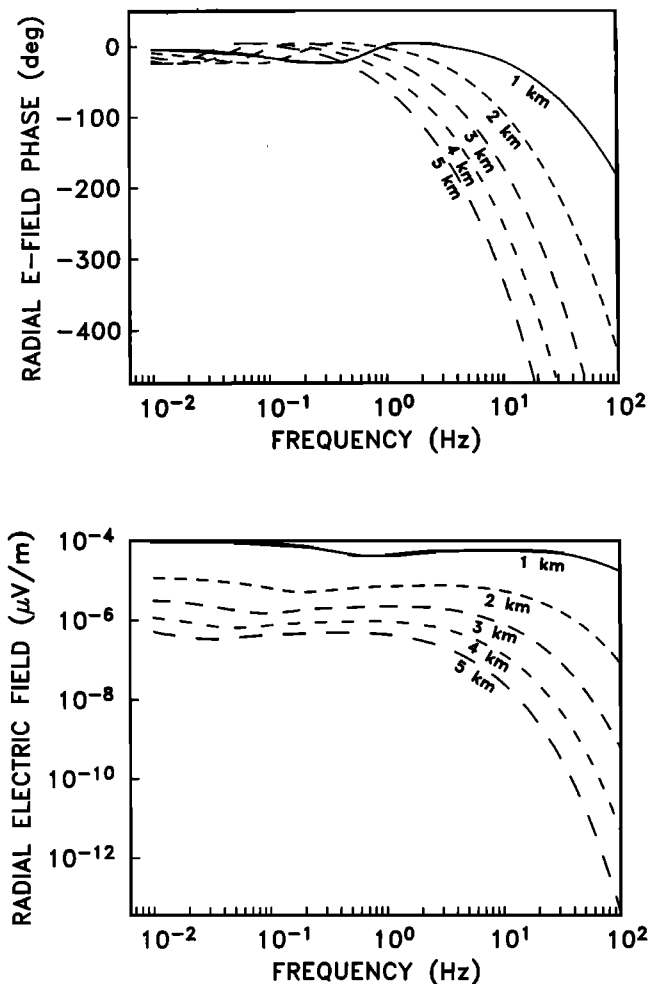 RADIAL E-FIELD PHASE (deg)
0
-100
-200
-300
-400
1 km
2 km
3 km
4 km
5 km
10^-2
10^-1
10^0
10^1
10^2
FREQUENCY (Hz)
RADIAL ELECTRIC FIELD (μV/m)
10^-4
10^-6
10^-8
10^-10
10^-12
1 km
2 km
3 km
4 km
5 km
10^-2
10^-1
10^0
10^1
10^2
FREQUENCY (Hz)